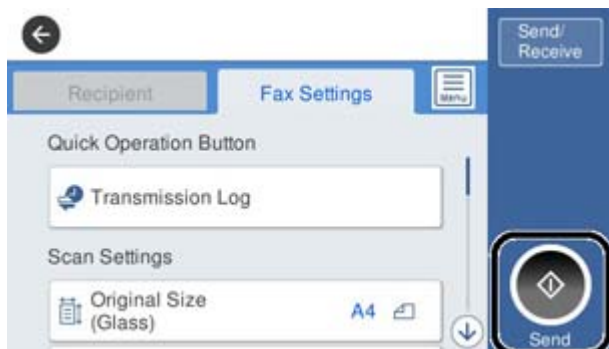 Send/
Receive
Recipient
Fax Settings
Menu
Quick Operation Button
Transmission Log
Scan Settings
Original Size
(Glass)
A4
Send